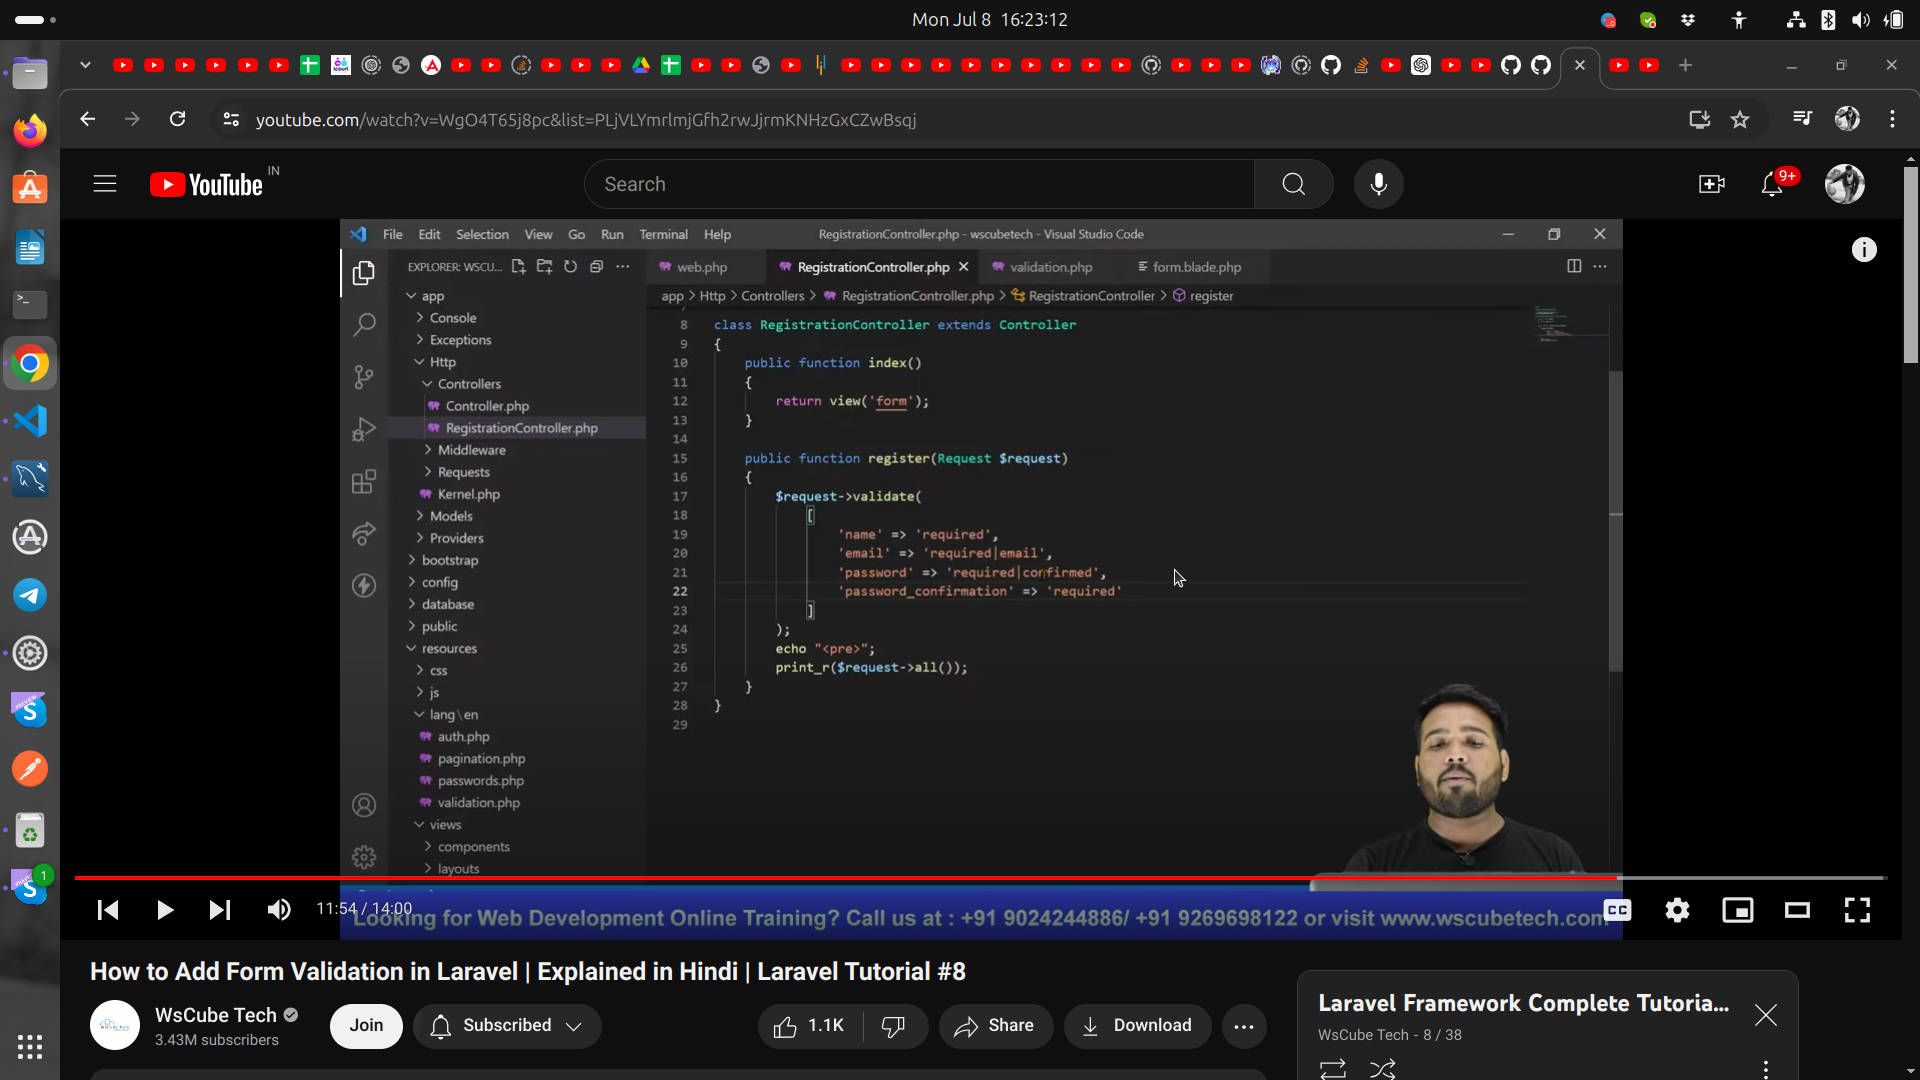 Mon Jul 8 16:23:12
youtube.com/watch?v=WgO4T65j8pc&list=PLjVLYmrlmjGfh2rwJjrmKNHzGxCZwBsqj
YouTube IN
Search
9+
File Edit Selection View Go Run Terminal Help
RegistrationController.php - wscubetech - Visual Studio Code
EXPLORER: WSCU...
web.php
RegistrationController.php
validation.php
form.blade.php
app > Http > Controllers > RegistrationController.php > RegistrationController > register
app
Console
Exceptions
Http
Controllers
Controller.php
RegistrationController.php
Middleware
Requests
Kernel.php
Models
Providers
bootstrap
config
database
public
resources
css
js
lang\en
auth.php
pagination.php
passwords.php
validation.php
views
components
layouts
8 class RegistrationController extends Controller
9 {
10 public function index()
11 {
12 return view('form');
13 }
14
15 public function register(Request $request)
16 {
17 $request->validate(
18 [
19 'name' => 'required',
20 'email' => 'required|email',
21 'password' => 'required|confirmed',
22 'password_confirmation' => 'required'
23 ]
24 );
25 echo "<pre>";
26 print_r($request->all());
27 }
28 }
29
11:54 / 14:00
CC
Looking for Web Development Online Training? Call us at : +91 9024244886/ +91 9269698122 or visit www.wscubetech.com
How to Add Form Validation in Laravel | Explained in Hindi | Laravel Tutorial #8
WsCube Tech
3.43M subscribers
Join
Subscribed
1.1K
Share
Download
Laravel Framework Complete Tutoria...
WsCube Tech - 8 / 38
1